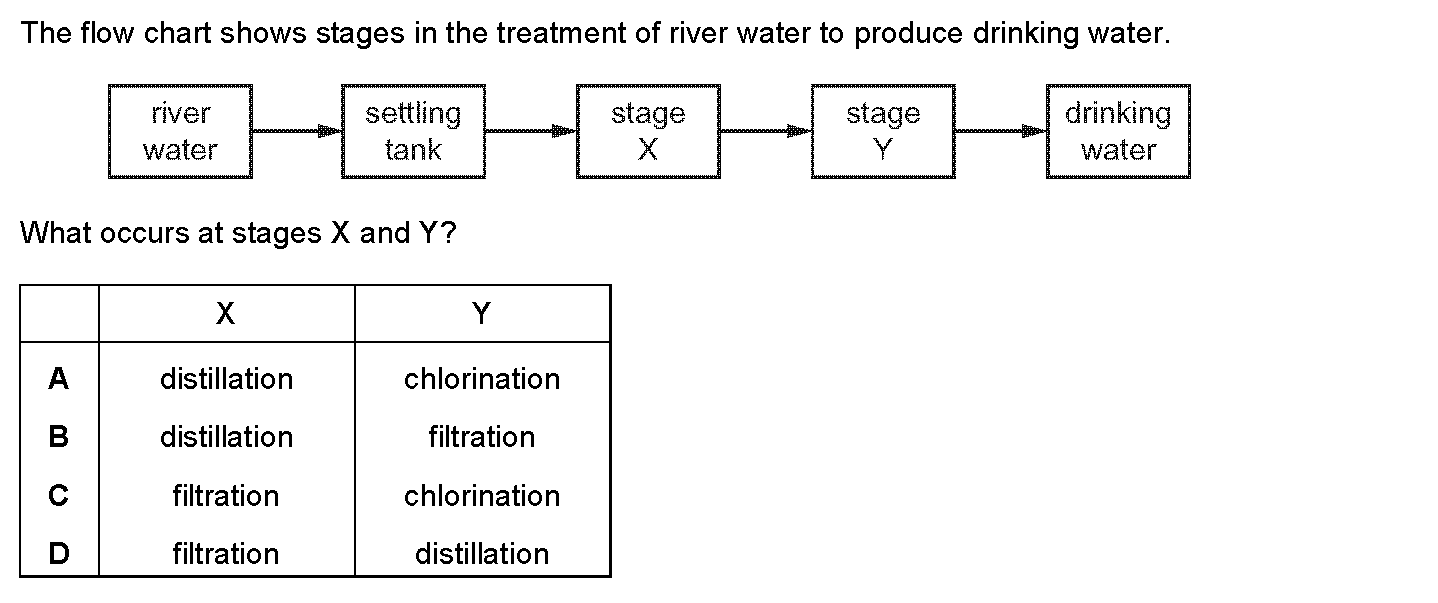 The flow chart shows stages in the treatment of river water to produce drinking water.
river water
settling tank
stage X
stage Y
drinking water
What occurs at stages X and Y?
X Y
A distillation chlorination
B distillation filtration
C filtration chlorination
D filtration distillation